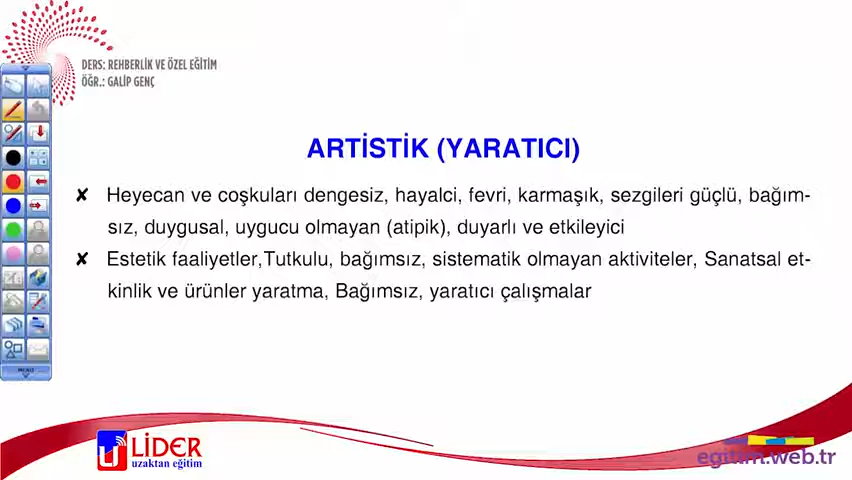 DERS: REHBERLİK VE ÖZEL EĞİTİM
ÖĞR.: GALİP GENÇ
ARTİSTİK (YARATICI)
✘ Heyecan ve coşkuları dengesiz, hayalci, fevri, karmaşık, sezgileri güçlü, bağım-
sız, duygusal, uygucu olmayan (atipik), duyarlı ve etkileyici
✘ Estetik faaliyetler,Tutkulu, bağımsız, sistematik olmayan aktiviteler, Sanatsal et-
kinlik ve ürünler yaratma, Bağımsız, yaratıcı çalışmalar
LİDER
uzaktan eğitim
egitim.web.tr